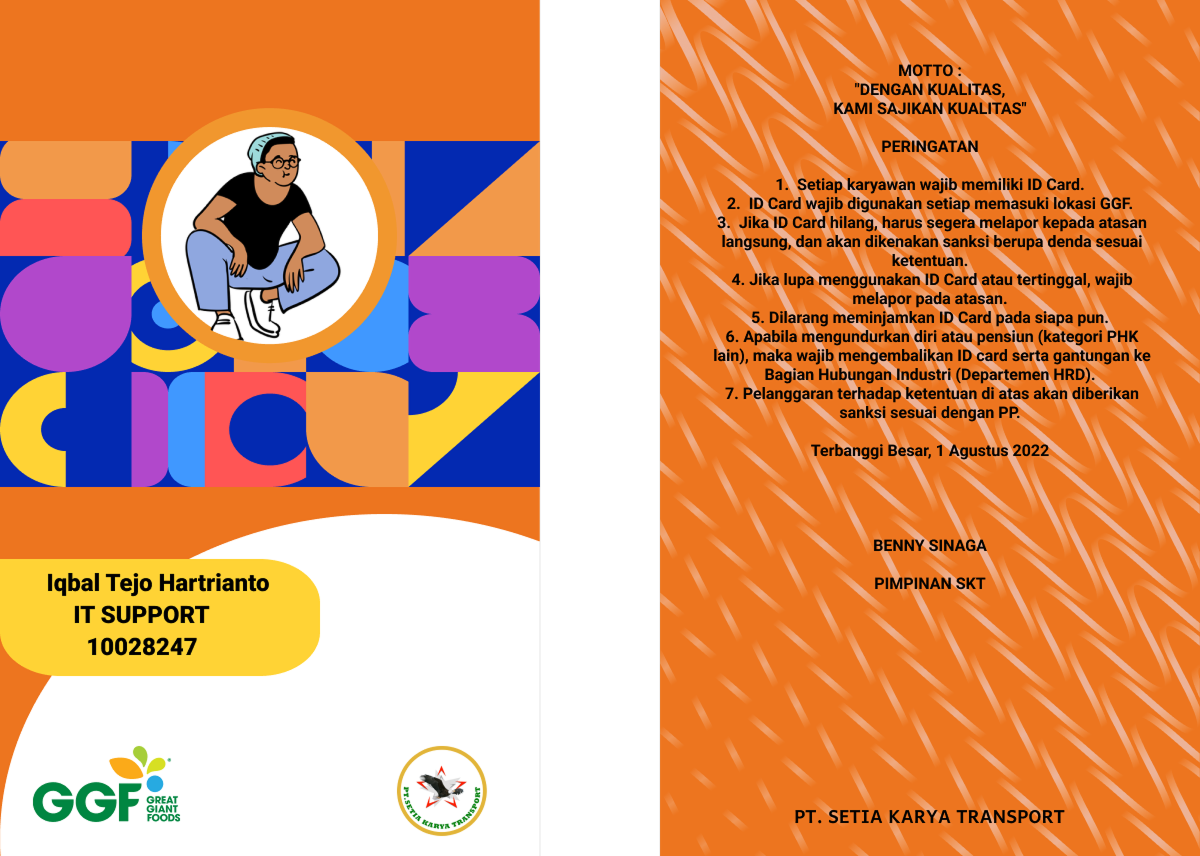 Iqbal Tejo Hartrianto
IT SUPPORT
10028247
GGF
GREAT
GIANT
FOODS
PT.SETIA KARYA TRANSPORT
MOTTO :
"DENGAN KUALITAS,
KAMI SAJIKAN KUALITAS"
PERINGATAN
1. Setiap karyawan wajib memiliki ID Card.
2. ID Card wajib digunakan setiap memasuki lokasi GGF.
3. Jika ID Card hilang, harus segera melapor kepada atasan
langsung, dan akan dikenakan sanksi berupa denda sesuai
ketentuan.
4. Jika lupa menggunakan ID Card atau tertinggal, wajib
melapor pada atasan.
5. Dilarang meminjamkan ID Card pada siapa pun.
6. Apabila mengundurkan diri atau pensiun (kategori PHK
lain), maka wajib mengembalikan ID card serta gantungan ke
Bagian Hubungan Industri (Departemen HRD).
7. Pelanggaran terhadap ketentuan di atas akan diberikan
sanksi sesuai dengan PP.
Terbanggi Besar, 1 Agustus 2022
BENNY SINAGA
PIMPINAN SKT
PT. SETIA KARYA TRANSPORT